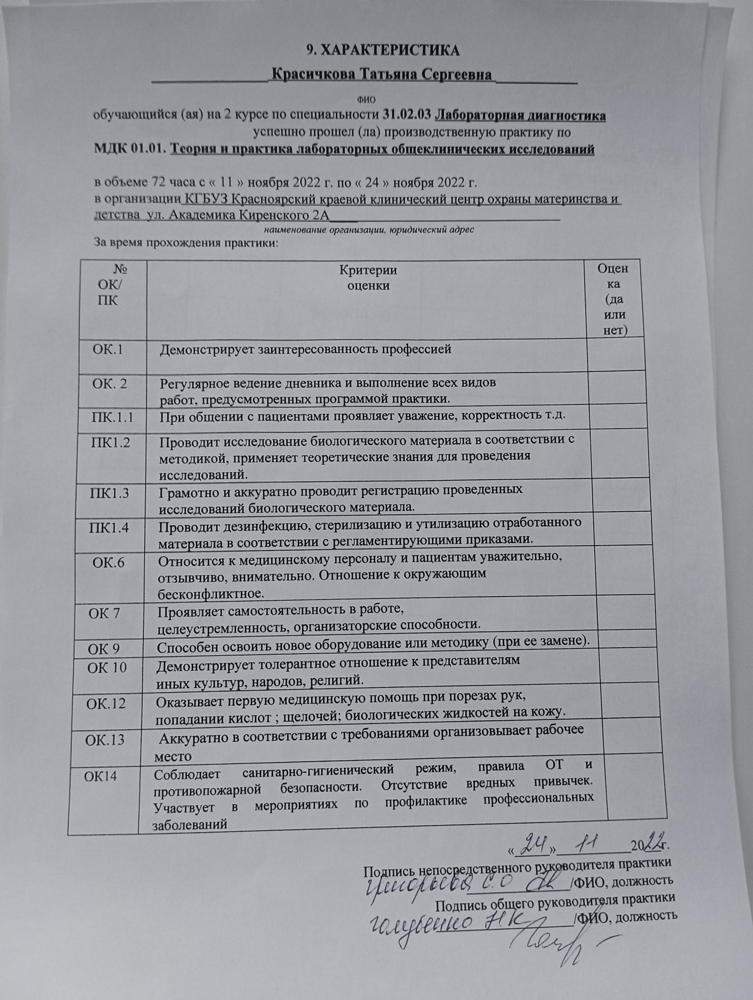 9. ХАРАКТЕРИСТИКА
Красичкова Татьяна Сергеевна
ФИО
обучающийся (ая) на 2 курсе по специальности 31.02.03 Лабораторная диагностика
успешно прошел (ла) производственную практику по
МДК 01.01. Теория и практика лабораторных общеклинических исследований
в объеме 72 часа с « 11 » ноября 2022 г. по « 24 » ноября 2022 г.
в организации КГБУЗ Красноярский краевой клинический центр охраны материнства и
детства ул. Академика Киренского 2А
наименование организации, юридический адрес
За время прохождения практики:
№
ОК/
ПК
Критерии
оценки
Оцен
ка
(да
или
нет)
ОК.1 Демонстрирует заинтересованность профессией
ОК. 2 Регулярное ведение дневника и выполнение всех видов
работ, предусмотренных программой практики.
ПК.1.1 При общении с пациентами проявляет уважение, корректность т.д.
ПК1.2 Проводит исследование биологического материала в соответствии с
методикой, применяет теоретические знания для проведения
исследований.
ПК1.3 Грамотно и аккуратно проводит регистрацию проведенных
исследований биологического материала.
ПК1.4 Проводит дезинфекцию, стерилизацию и утилизацию отработанного
материала в соответствии с регламентирующими приказами.
ОК.6 Относится к медицинскому персоналу и пациентам уважительно,
отзывчиво, внимательно. Отношение к окружающим
бесконфликтное.
ОК 7 Проявляет самостоятельность в работе,
целеустремленность, организаторские способности.
ОК 9 Способен освоить новое оборудование или методику (при ее замене).
ОК 10 Демонстрирует толерантное отношение к представителям
иных культур, народов, религий.
ОК.12 Оказывает первую медицинскую помощь при порезах рук,
попадании кислот ; щелочей; биологических жидкостей на кожу.
ОК.13 Аккуратно в соответствии с требованиями организовывает рабочее
место
ОК14 Соблюдает санитарно-гигиенический режим, правила ОТ и
противопожарной безопасности. Отсутствие вредных привычек.
Участвует в мероприятиях по профилактике профессиональных
заболеваний
« 24 » 11 2022г.
Подпись непосредственного руководителя практики
Григорьева С.О /ФИО, должность
Подпись общего руководителя практики
Голубенко Н.К /ФИО, должность